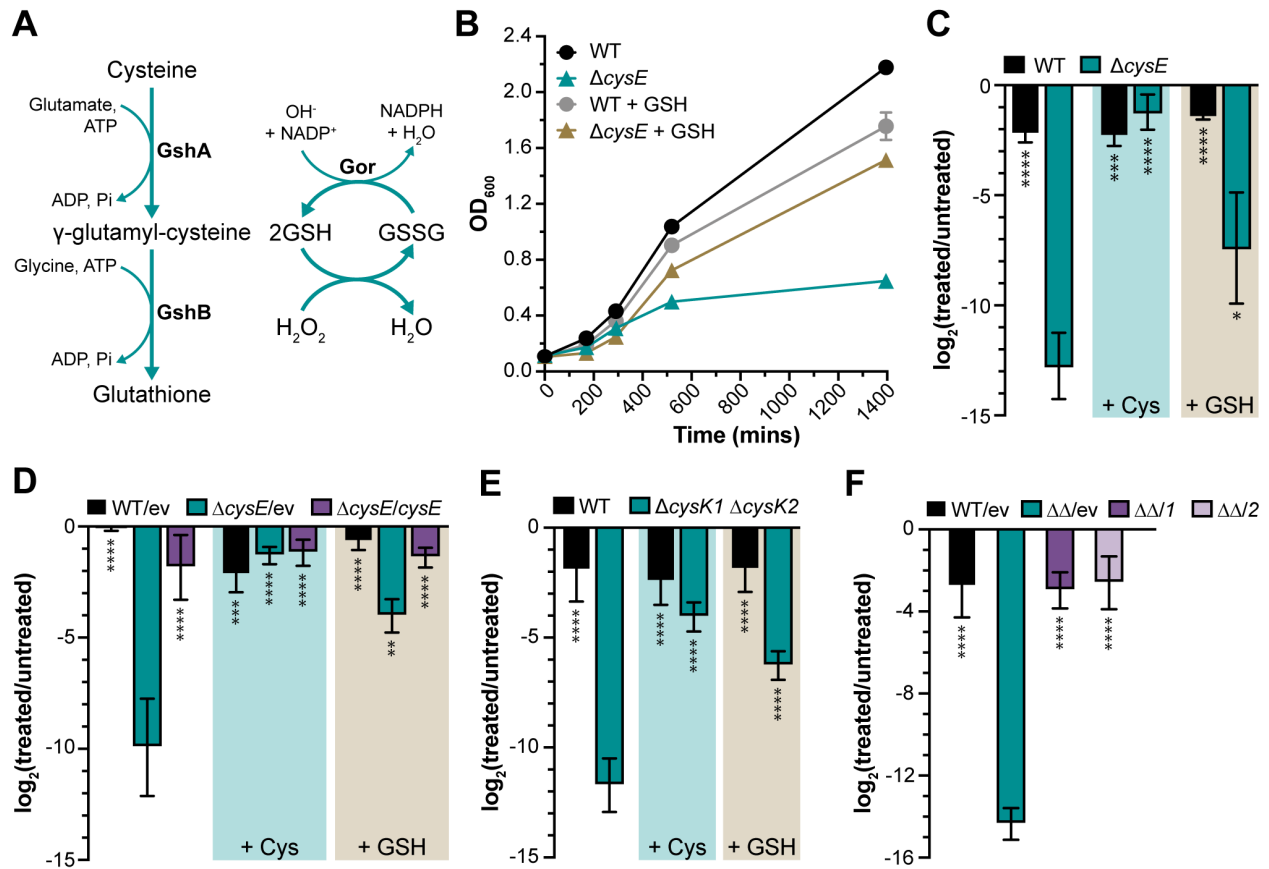 A
Cysteine
Glutamate,
ATP
GshA
ADP, Pi
γ-glutamyl-cysteine
Glycine, ATP
GshB
ADP, Pi
Glutathione
OH-
+ NADP+
NADPH
+ H2O
Gor
2GSH
GSSG
H2O2
H2O
B
WT
ΔcysE
WT + GSH
ΔcysE + GSH
OD600
2.4
2.0
1.6
1.2
0.8
0.4
0.0
0
200
400
600
800
1000
1200
1400
Time (mins)
C
WT
ΔcysE
log2(treated/untreated)
0
-5
-10
-15
****
***
****
****
*
+ Cys
+ GSH
D
WT/ev
ΔcysE/ev
ΔcysE/cysE
log2(treated/untreated)
0
-5
-10
-15
****
****
***
****
****
****
**
****
+ Cys
+ GSH
E
WT
ΔcysK1 ΔcysK2
log2(treated/untreated)
0
-5
-10
-15
****
****
****
****
****
+ Cys
+ GSH
F
WT/ev
ΔΔ/ev
ΔΔ/1
ΔΔ/2
log2(treated/untreated)
0
-4
-8
-12
-16
****
****
****